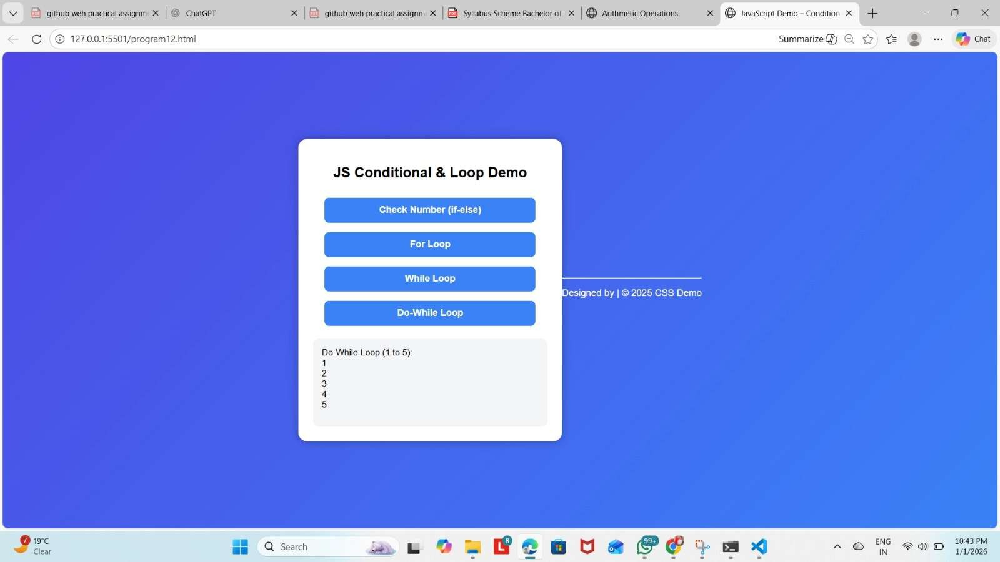 github weh practical assignme
ChatGPT
github weh practical assignm
Syllabus Scheme Bachelor of
Arithmetic Operations
JavaScript Demo – Condition
127.0.0.1:5501/program12.html
Summarize
Chat
JS Conditional & Loop Demo
Check Number (if-else)
For Loop
While Loop
Do-While Loop
Designed by | © 2025 CSS Demo
Do-While Loop (1 to 5):
1
2
3
4
5
7
19°C
Clear
Search
L
8
99+
ENG
IN
10:43 PM
1/1/2026